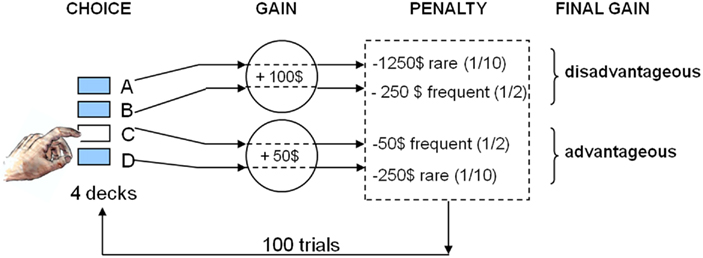 CHOICE GAIN PENALTY FINAL GAIN
A
B
C
D
4 decks
+ 100$
+ 50$
-1250$ rare (1/10)
- 250 $ frequent (1/2)
-50$ frequent (1/2)
-250$ rare (1/10)
disadvantageous
advantageous
100 trials